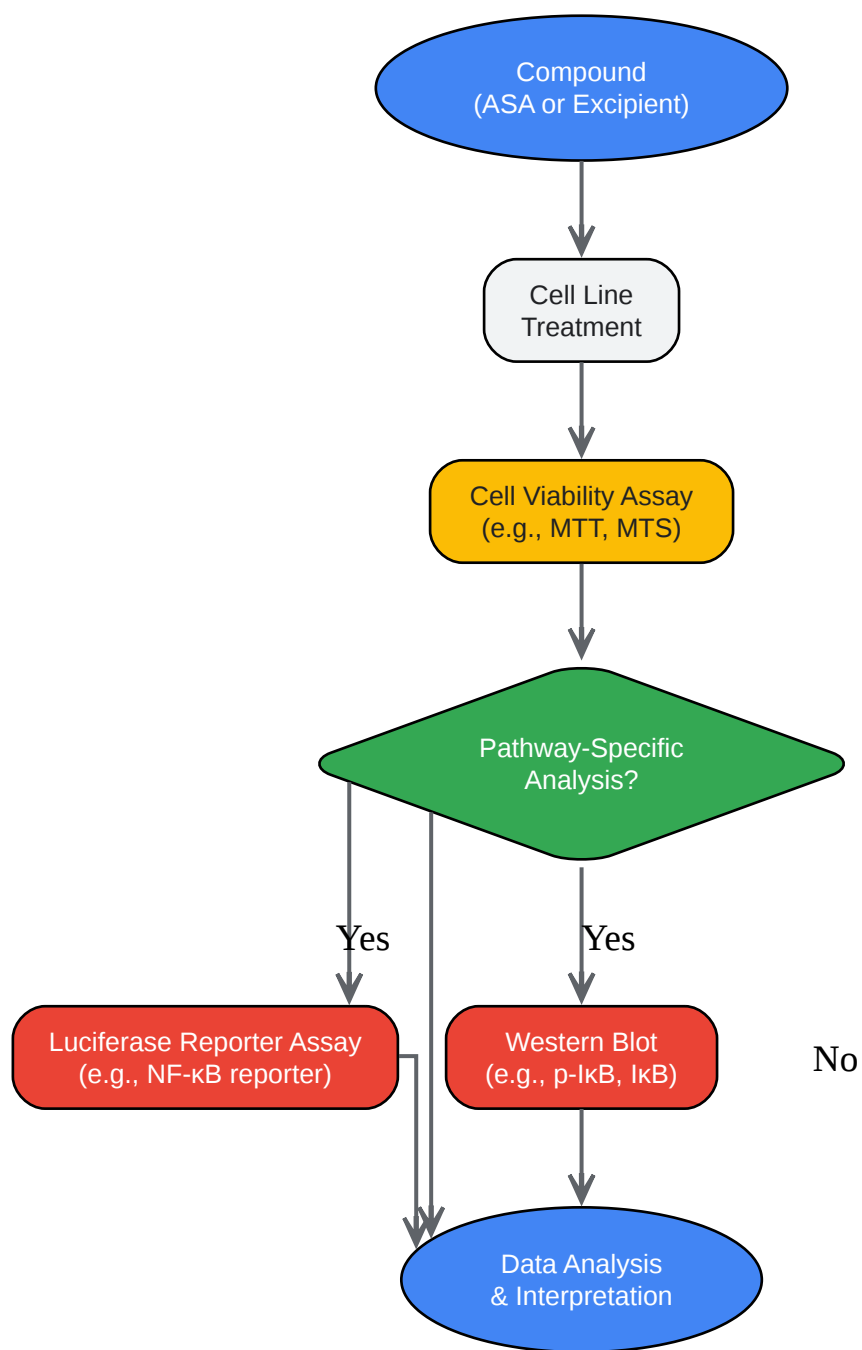 Compound
(ASA or Excipient)
Cell Line
Treatment
Cell Viability Assay
(e.g., MTT, MTS)
Pathway-Specific
Analysis?
Yes
Yes
Luciferase Reporter Assay
(e.g., NF-κB reporter)
Western Blot
(e.g., p-IκB, IκB)
No
Data Analysis
& Interpretation